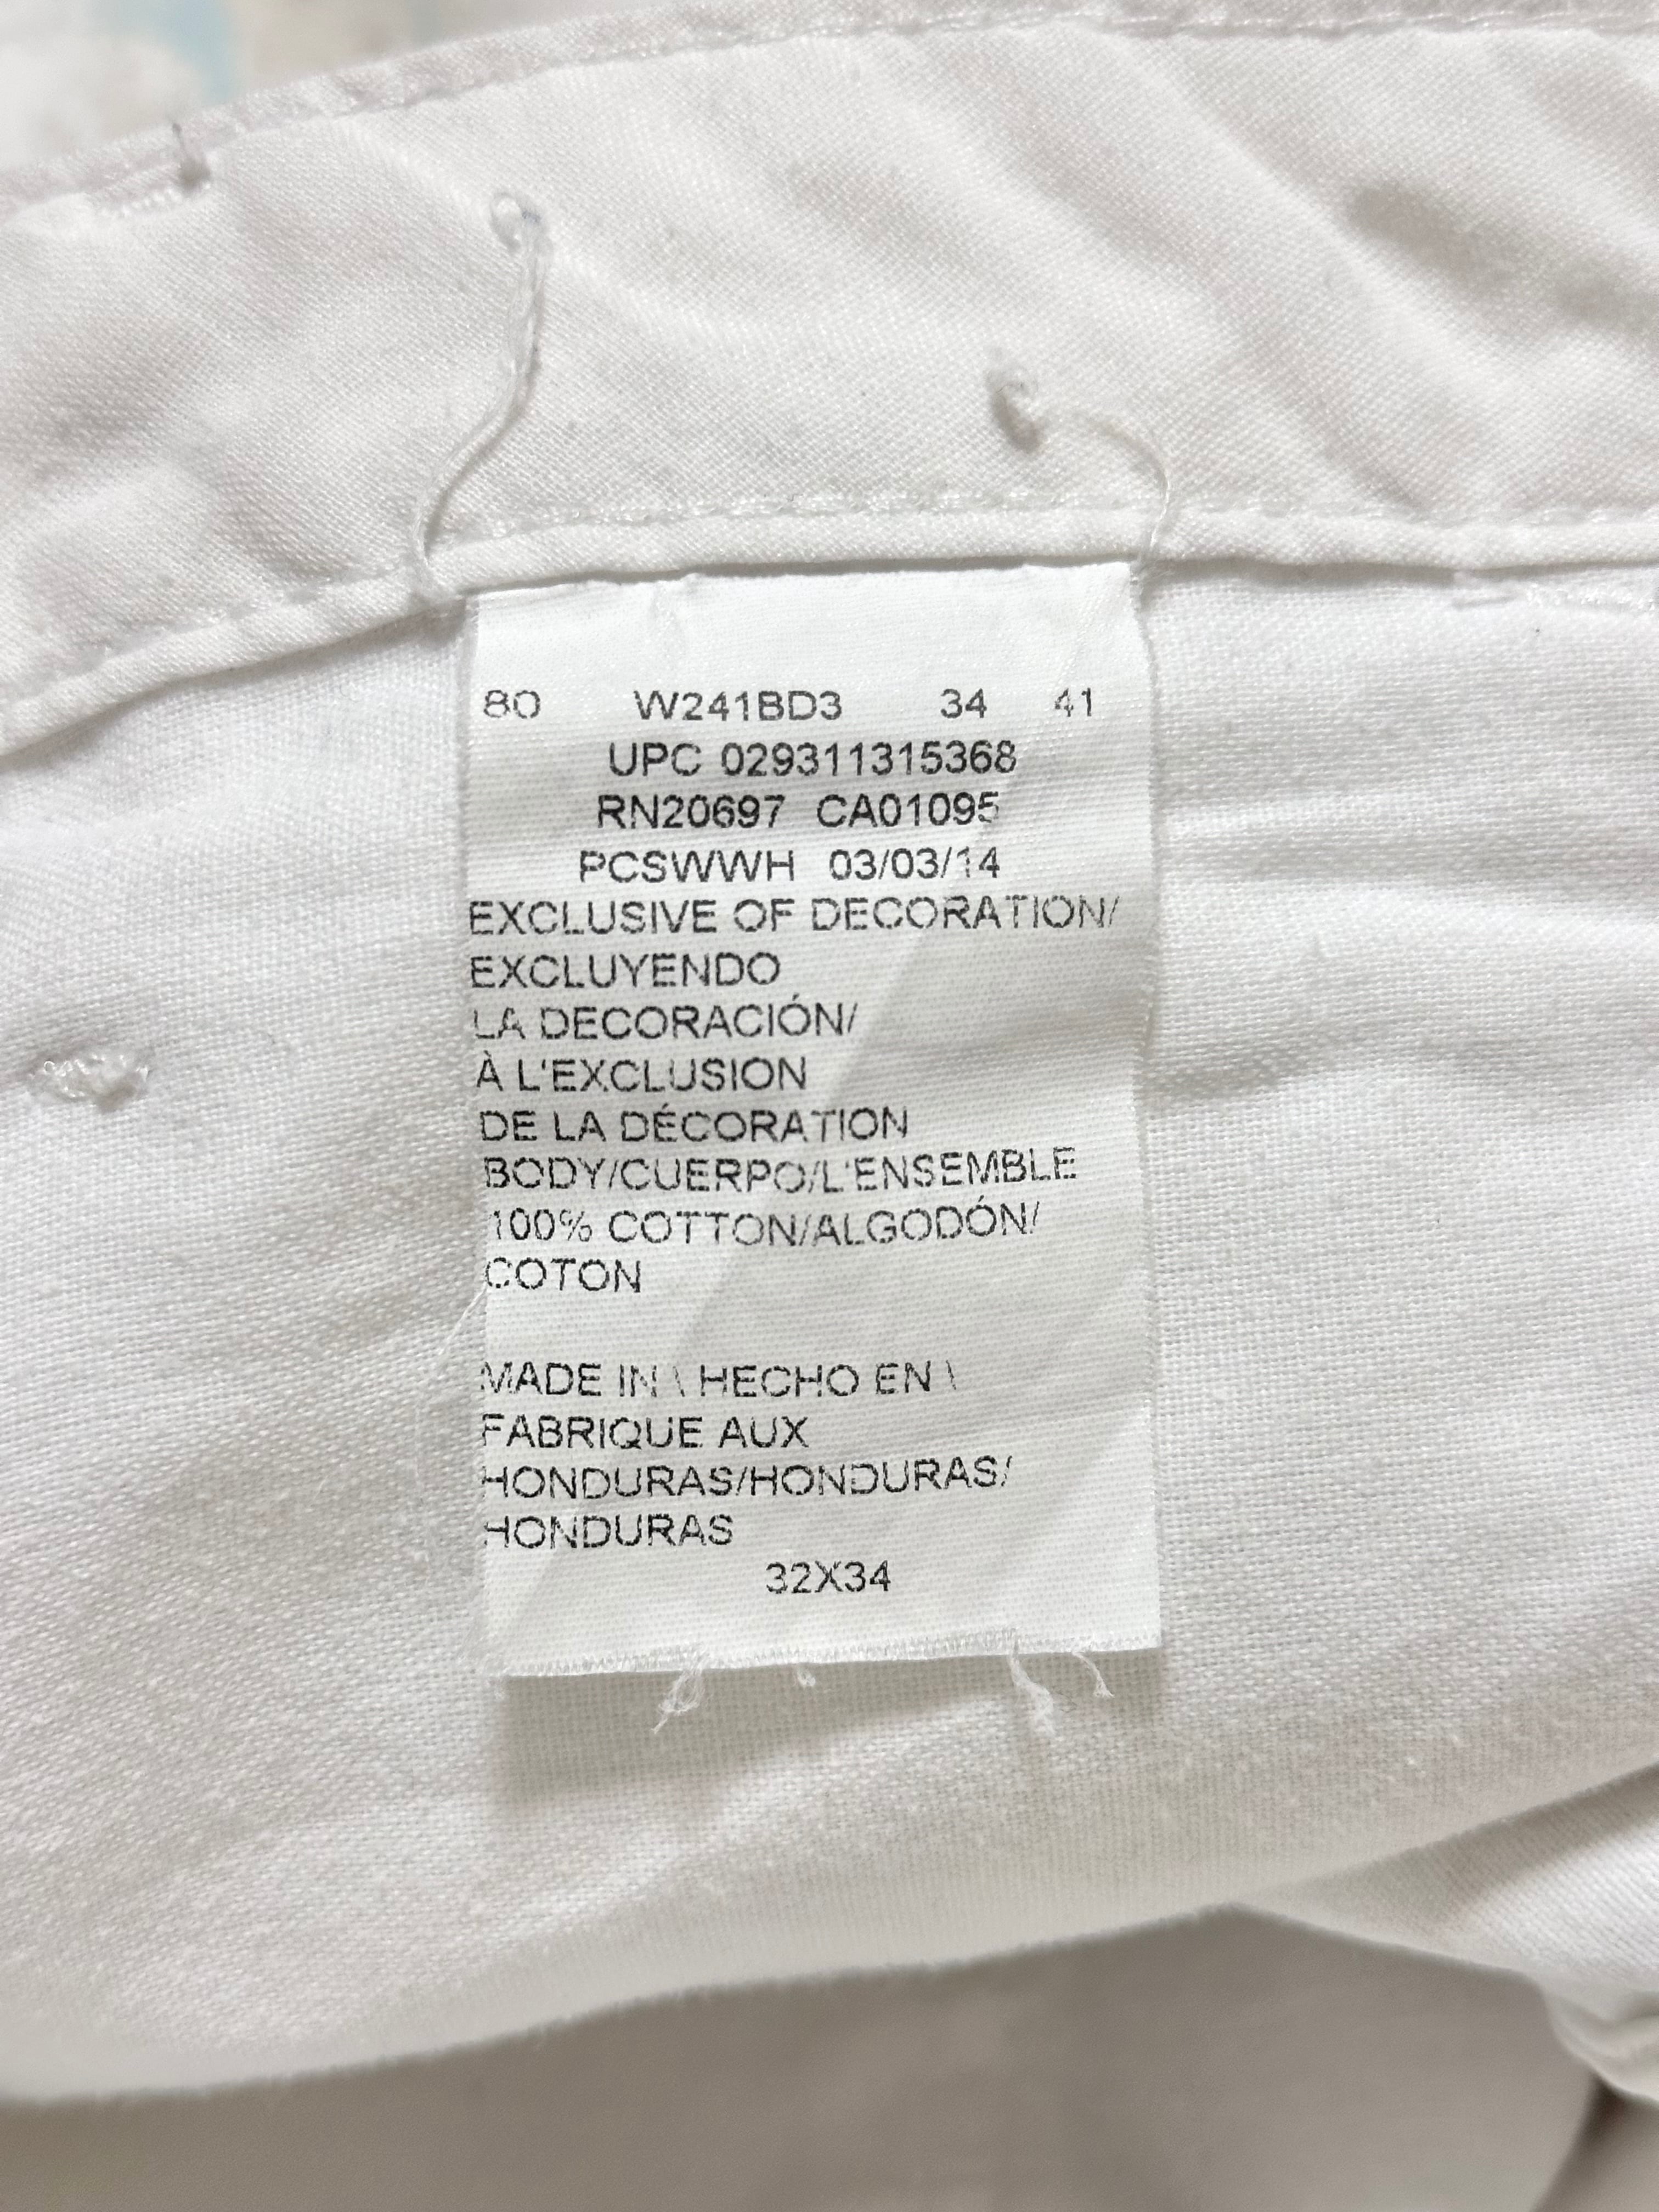 80 W241BD3 34 41
UPC 029311315368
RN20697 CA01095
PCSWWH 03/03/14
EXCLUSIVE OF DECORATION/
EXCLUYENDO
LA DECORACIÓN/
À L'EXCLUSION
DE LA DÉCORATION
BODY/CUERPO/L'ENSEMBLE
100% COTTON/ALGODÓN/
COTON
MADE IN \ HECHO EN \
FABRIQUE AUX
HONDURAS/HONDURAS/
HONDURAS
32X34